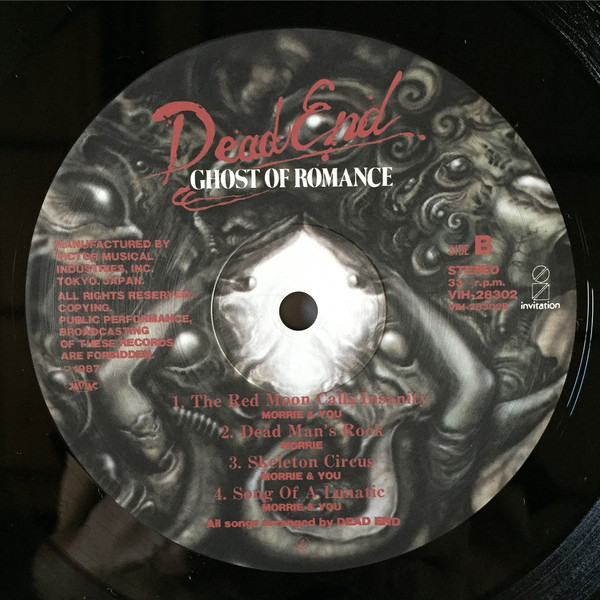 Dead End
GHOST OF ROMANCE
MANUFACTURED BY
VICTOR MUSICAL
INDUSTRIES, INC.
TOKYO. JAPAN.
ALL RIGHTS RESERVED.
COPYING,
PUBLIC PERFORMANCE,
BROADCASTING
OF THESE RECORDS
ARE FORBIDDEN.
℗ 1987
SIDE B
STEREO
33 r.p.m.
VIH-28302
invitation
1. The Red Moon Calls Insanity
MORRIE & YOU
2. Dead Man's Rock
MORRIE
3. Skeleton Circus
MORRIE & YOU
4. Song Of A Lunatic
MORRIE & YOU
All songs arranged by DEAD END